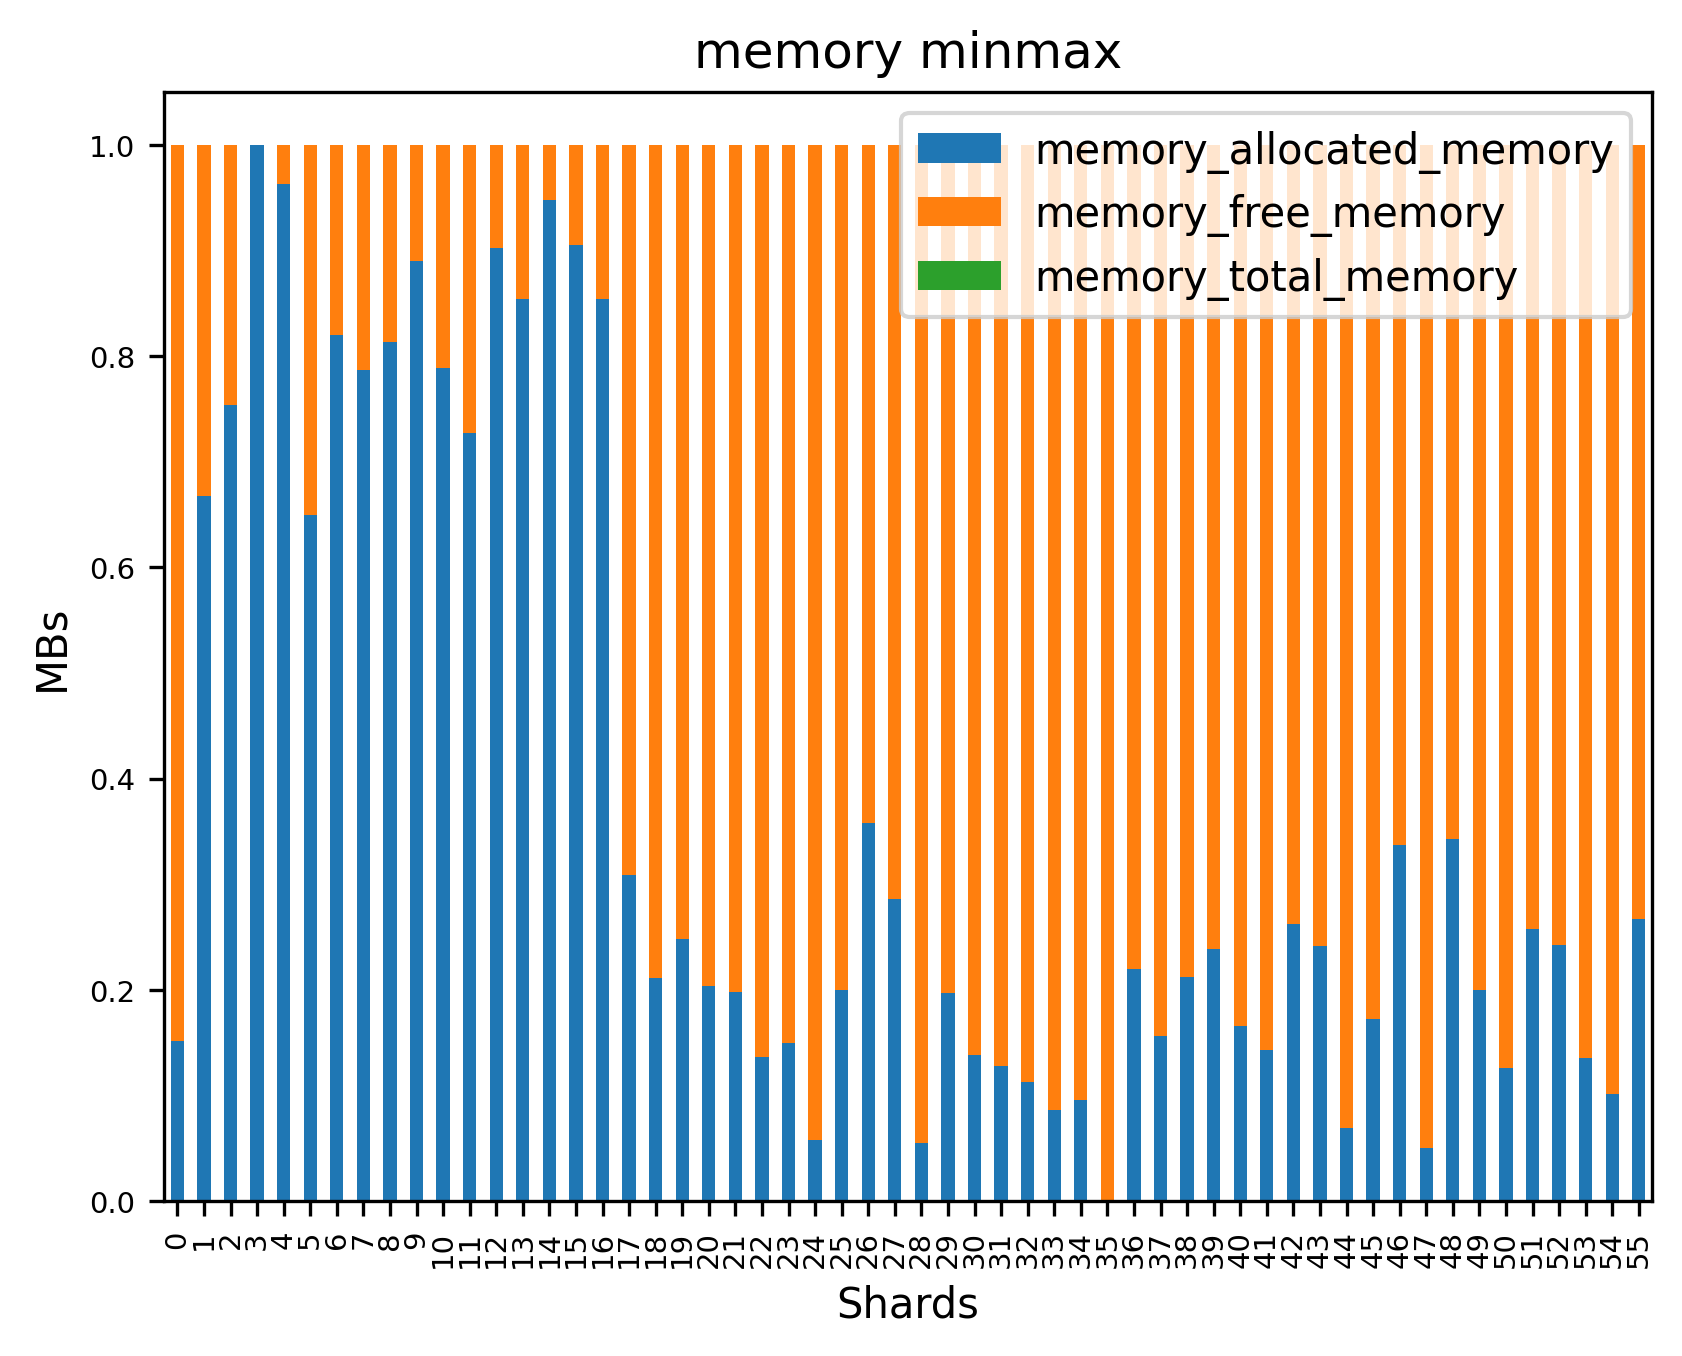 memory minmax
memory_allocated_memory
memory_free_memory
memory_total_memory
MBs
1.0
0.8
0.6
0.4
0.2
0.0
0 1 2 3 4 5 6 7 8 9 10 11 12 13 14 15 16 17 18 19 20 21 22 23 24 25 26 27 28 29 30 31 32 33 34 35 36 37 38 39 40 41 42 43 44 45 46 47 48 49 50 51 52 53 54 55
Shards